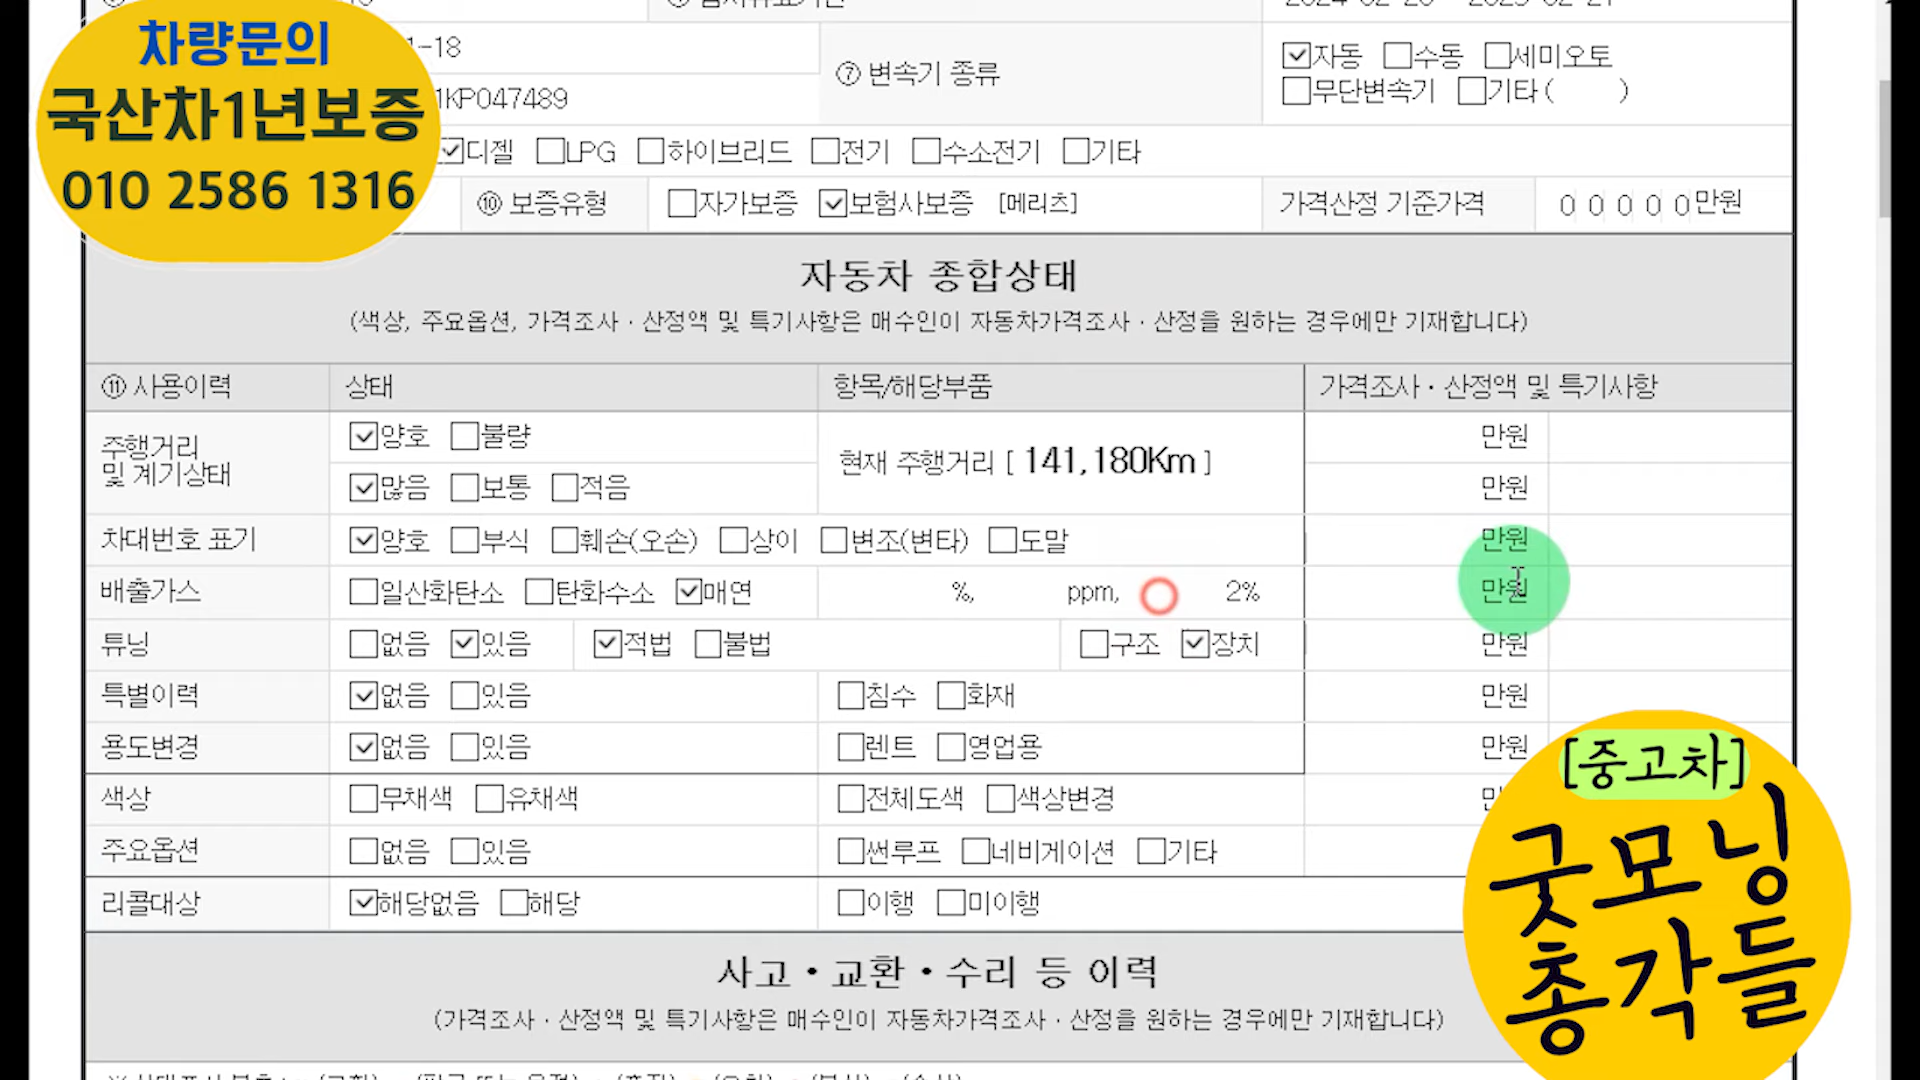 차량문의
국산차1년보증
010 2586 1316
1-18
⑦ 변속기 종류
☑자동 ☐수동 ☐세미오토
☐무단변속기 ☐기타 ( )
1KP047489
☑디젤 ☐LPG ☐하이브리드 ☐전기 ☐수소전기 ☐기타
⑩ 보증유형 ☐자가보증 ☑보험사보증 [메리츠] 가격산정 기준가격 0 0 0 0 0만원
자동차 종합상태
(색상, 주요옵션, 가격조사 · 산정액 및 특기사항은 매수인이 자동차가격조사 · 산정을 원하는 경우에만 기재합니다)
⑪ 사용이력 상태 항목/해당부품 가격조사 · 산정액 및 특기사항
주행거리
및 계기상태
☑양호 ☐불량
☑많음 ☐보통 ☐적음
현재 주행거리 [ 141,180Km ]
만원
만원
차대번호 표기 ☑양호 ☐부식 ☐훼손(오손) ☐상이 ☐변조(변타) ☐도말 만원
배출가스 ☐일산화탄소 ☐탄화수소 ☑매연 %, ppm, 2% 만원
튜닝 ☐없음 ☑있음 ☑적법 ☐불법 ☐구조 ☑장치 만원
특별이력 ☑없음 ☐있음 ☐침수 ☐화재 만원
용도변경 ☑없음 ☐있음 ☐렌트 ☐영업용 만원
색상 ☐무채색 ☐유채색 ☐전체도색 ☐색상변경
주요옵션 ☐없음 ☐있음 ☐썬루프 ☐네비게이션 ☐기타
리콜대상 ☑해당없음 ☐해당 ☐이행 ☐미이행
사고 • 교환 • 수리 등 이력
(가격조사 · 산정액 및 특기사항은 매수인이 자동차가격조사 · 산정을 원하는 경우에만 기재합니다)
[중고차]
굿모닝
총각들